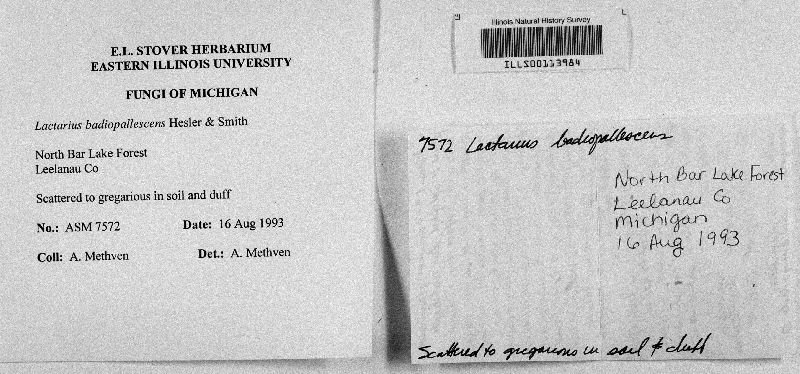 E.L. STOVER HERBARIUM
EASTERN ILLINOIS UNIVERSITY
FUNGI OF MICHIGAN
Lactarius badiopallescens Hesler & Smith
North Bar Lake Forest
Leelanau Co
Scattered to gregarious in soil and duff
No.: ASM 7572 Date: 16 Aug 1993
Coll: A. Methven Det.: A. Methven
Illinois Natural History Survey
ILLS00113984
7572 Lactarius badiopallescens
North Bar Lake Forest
Leelanau Co
Michigan
16 Aug 1993
Scattered to gregarious in soil & duff